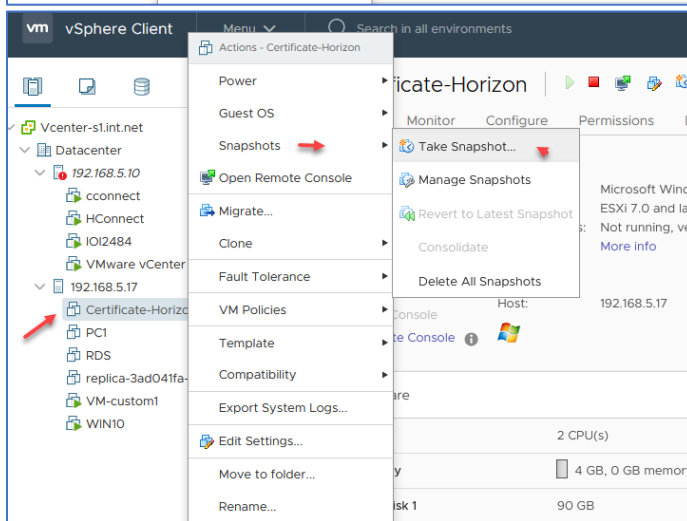 vm vSphere Client Menu Search in all environments
Actions - Certificate-Horizon
Power
Guest OS
Snapshots
Open Remote Console
Migrate...
Clone
Fault Tolerance
VM Policies
Template
Compatibility
Export System Logs...
Edit Settings...
Move to folder...
Rename...
Take Snapshot...
Manage Snapshots
Revert to Latest Snapshot
Consolidate
Delete All Snapshots
Vcenter-s1.int.net
Datacenter
192.168.5.10
cconnect
HConnect
IOI2484
VMware vCenter
192.168.5.17
Certificate-Horizo
PC1
RDS
replica-3ad041fa-
VM-custom1
WIN10
ficate-Horizon
Monitor Configure Permissions
Microsoft Wind
ESXi 7.0 and la
Not running, ve
More info
Host: 192.168.5.17
Console
te Console
are
2 CPU(s)
y 4 GB, 0 GB memor
isk 1 90 GB